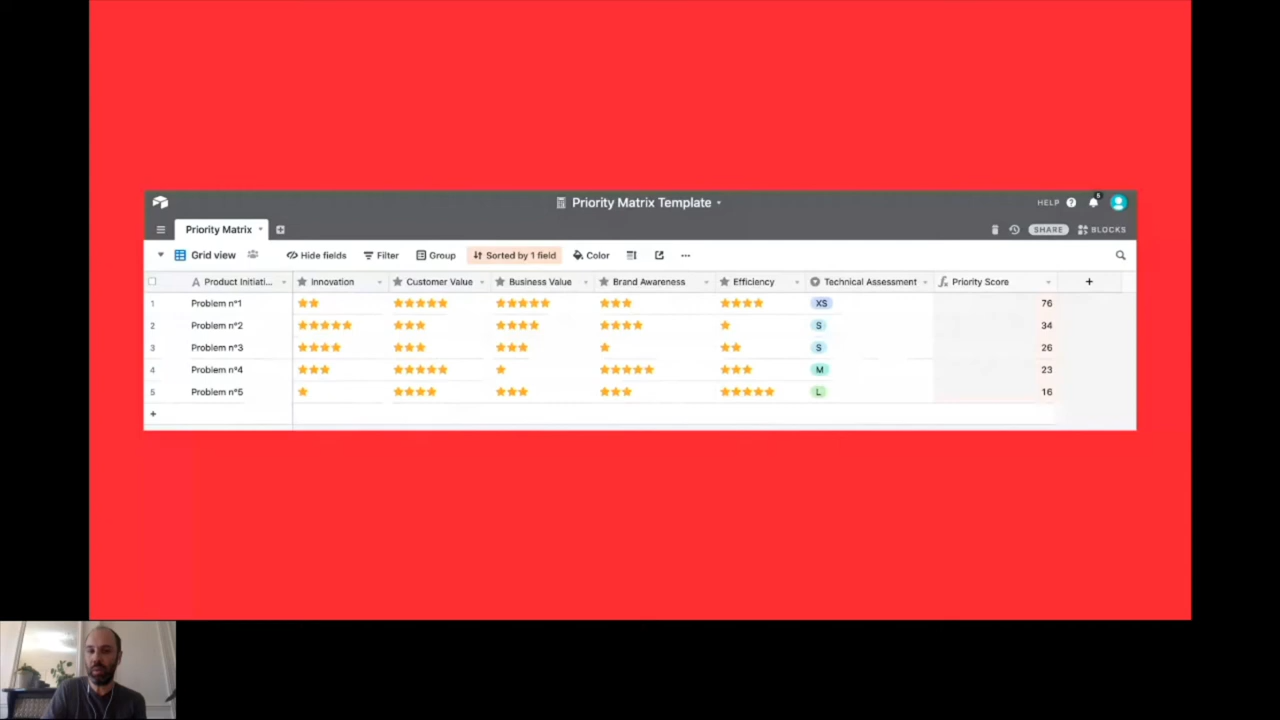 Priority Matrix Template
HELP
5
Priority Matrix
SHARE
BLOCKS
Grid view Hide fields Filter Group Sorted by 1 field Color
Product Initiati... Innovation Customer Value Business Value Brand Awareness Efficiency Technical Assessment Priority Score
1 Problem n°1 XS 76
2 Problem n°2 S 34
3 Problem n°3 S 26
4 Problem n°4 M 23
5 Problem n°5 L 16